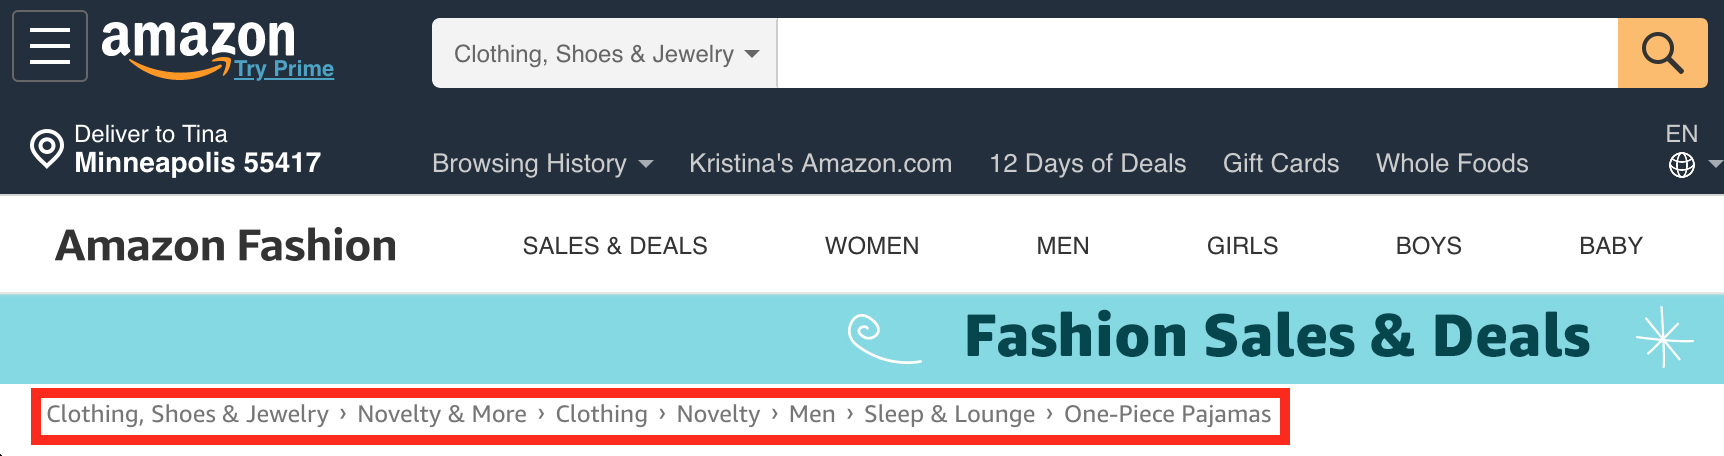 amazon
Try Prime
Clothing, Shoes & Jewelry
Deliver to Tina
Minneapolis 55417
Browsing History Kristina's Amazon.com 12 Days of Deals Gift Cards Whole Foods
EN
Amazon Fashion SALES & DEALS WOMEN MEN GIRLS BOYS BABY
Fashion Sales & Deals
Clothing, Shoes & Jewelry › Novelty & More › Clothing › Novelty › Men › Sleep & Lounge › One-Piece Pajamas